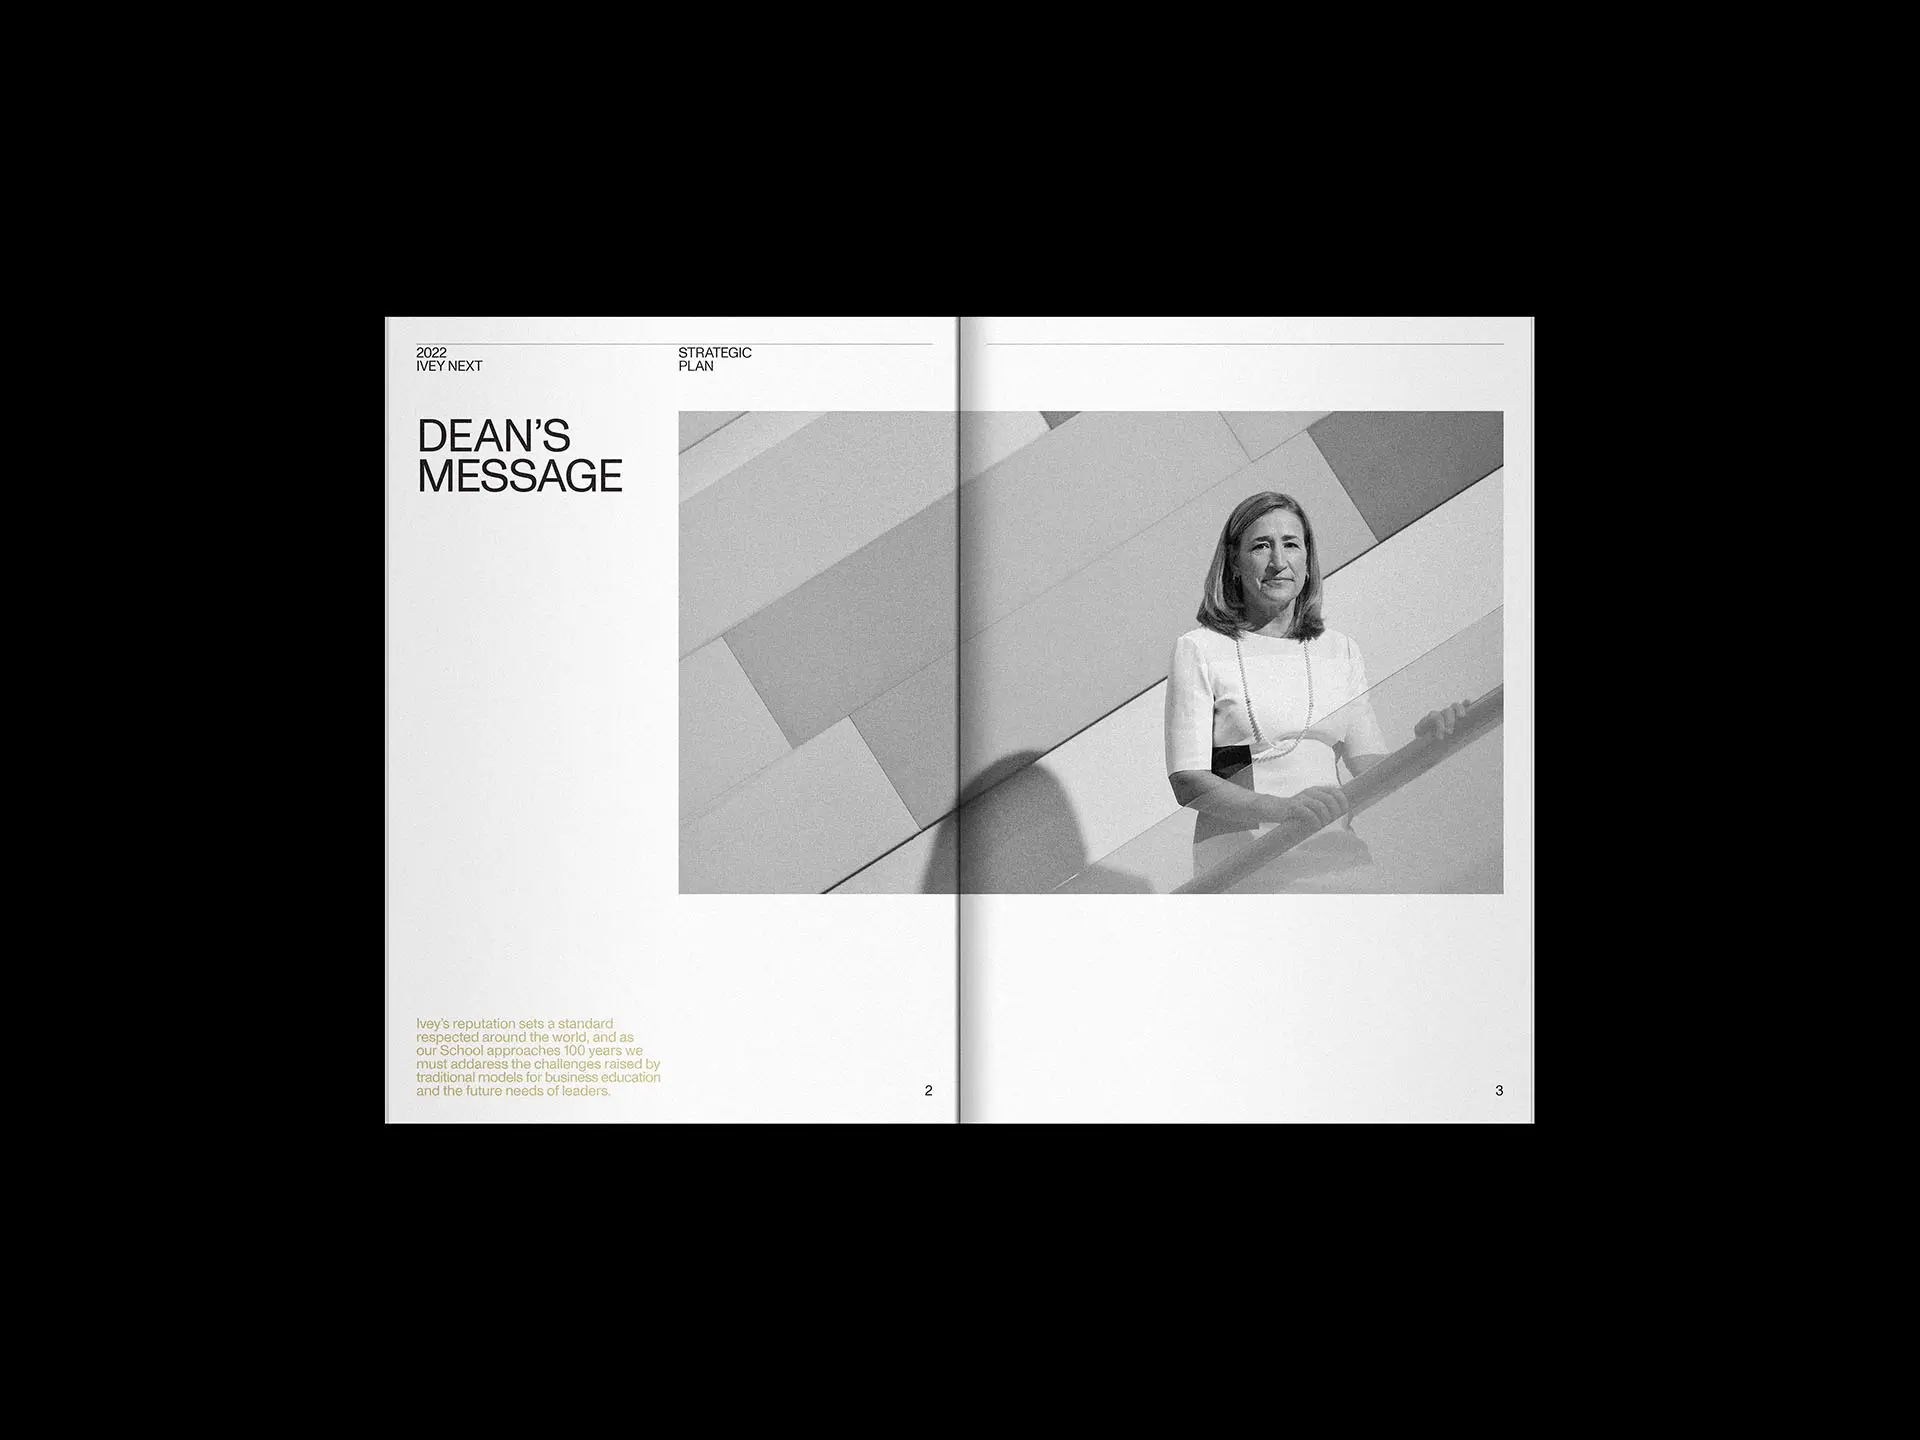 2022
IVEY NEXT
STRATEGIC
PLAN
DEAN'S
MESSAGE
Ivey's reputation sets a standard
respected around the world, and as
our School approaches 100 years we
must addaress the challenges raised by
traditional models for business education
and the future needs of leaders.
2
3